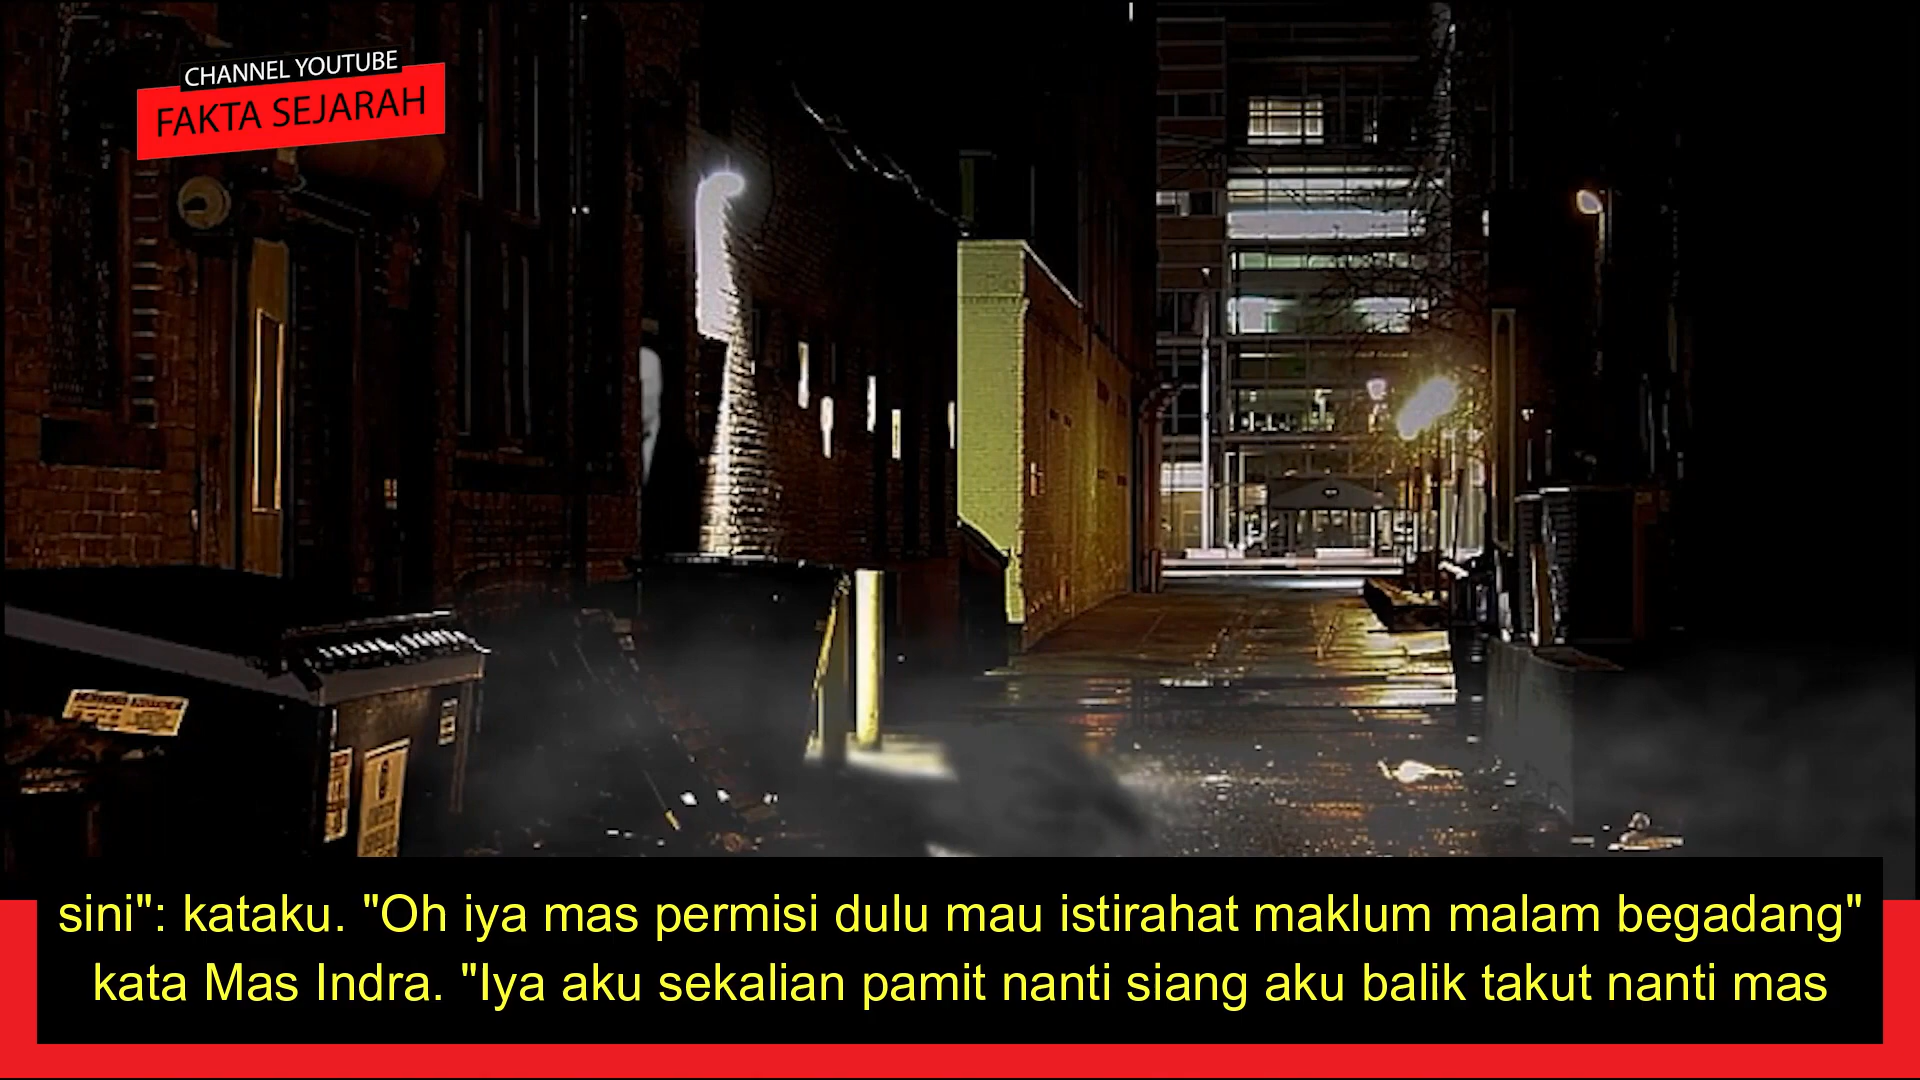 CHANNEL YOUTUBE
FAKTA SEJARAH
sini": kataku. "Oh iya mas permisi dulu mau istirahat maklum malam begadang"
kata Mas Indra. "Iya aku sekalian pamit nanti siang aku balik takut nanti mas